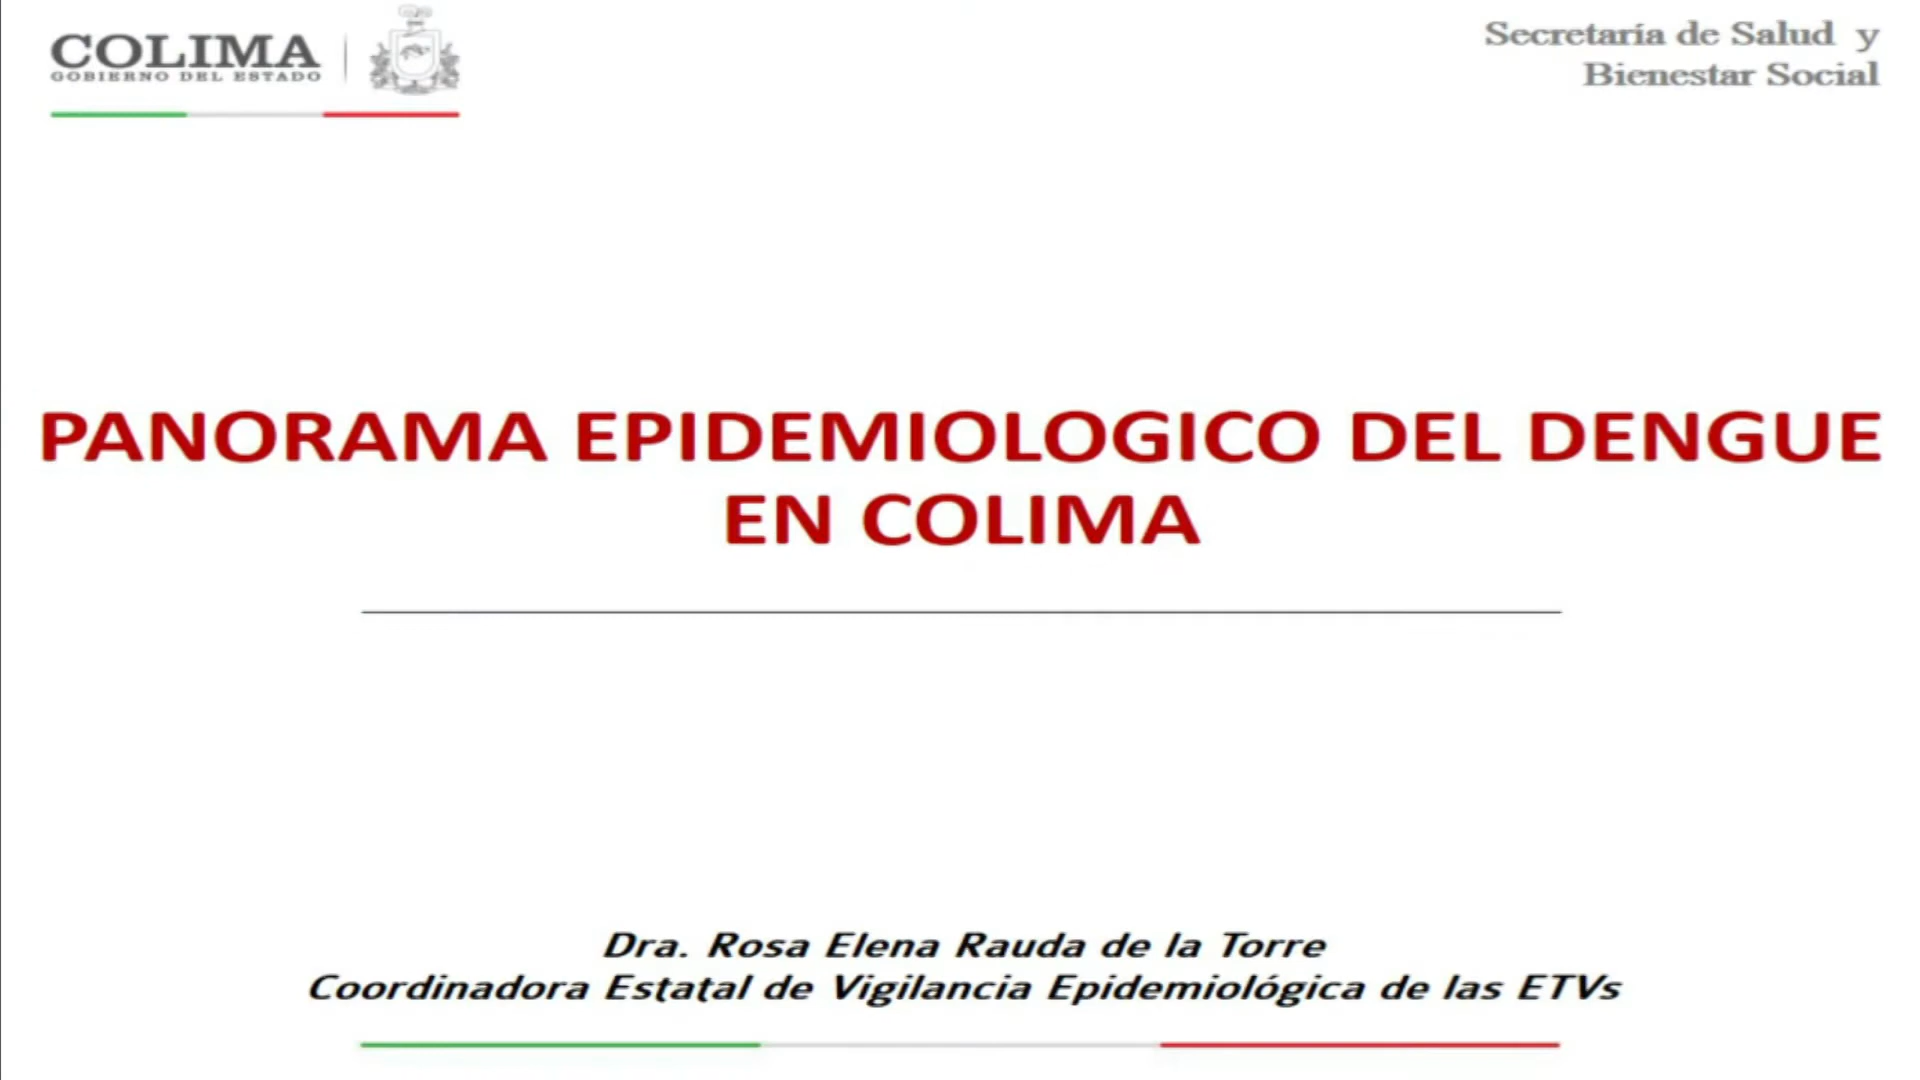 COLIMA
GOBIERNO DEL ESTADO
Secretaría de Salud y
Bienestar Social
PANORAMA EPIDEMIOLOGICO DEL DENGUE
EN COLIMA
Dra. Rosa Elena Rauda de la Torre
Coordinadora Estatal de Vigilancia Epidemiológica de las ETVs